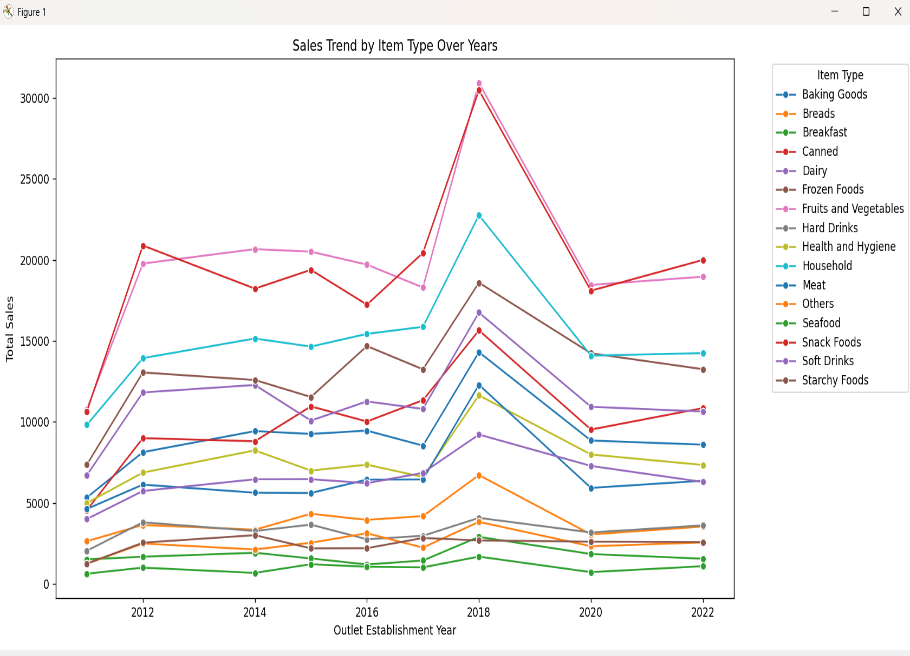 Figure 1
Sales Trend by Item Type Over Years
30000
25000
20000
15000
10000
5000
0
Total Sales
2012 2014 2016 2018 2020 2022
Outlet Establishment Year
Item Type
Baking Goods
Breads
Breakfast
Canned
Dairy
Frozen Foods
Fruits and Vegetables
Hard Drinks
Health and Hygiene
Household
Meat
Others
Seafood
Snack Foods
Soft Drinks
Starchy Foods